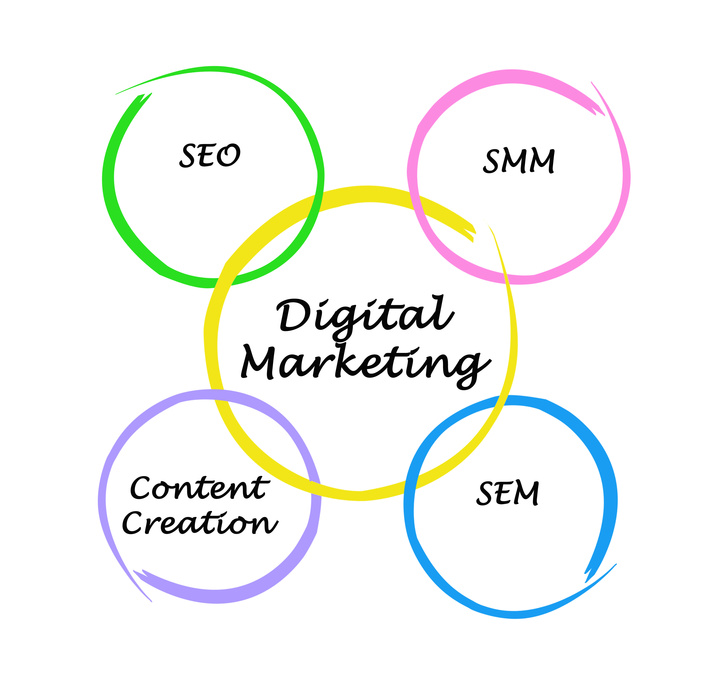 SEO
SMM
Digital
Marketing
Content
Creation
SEM